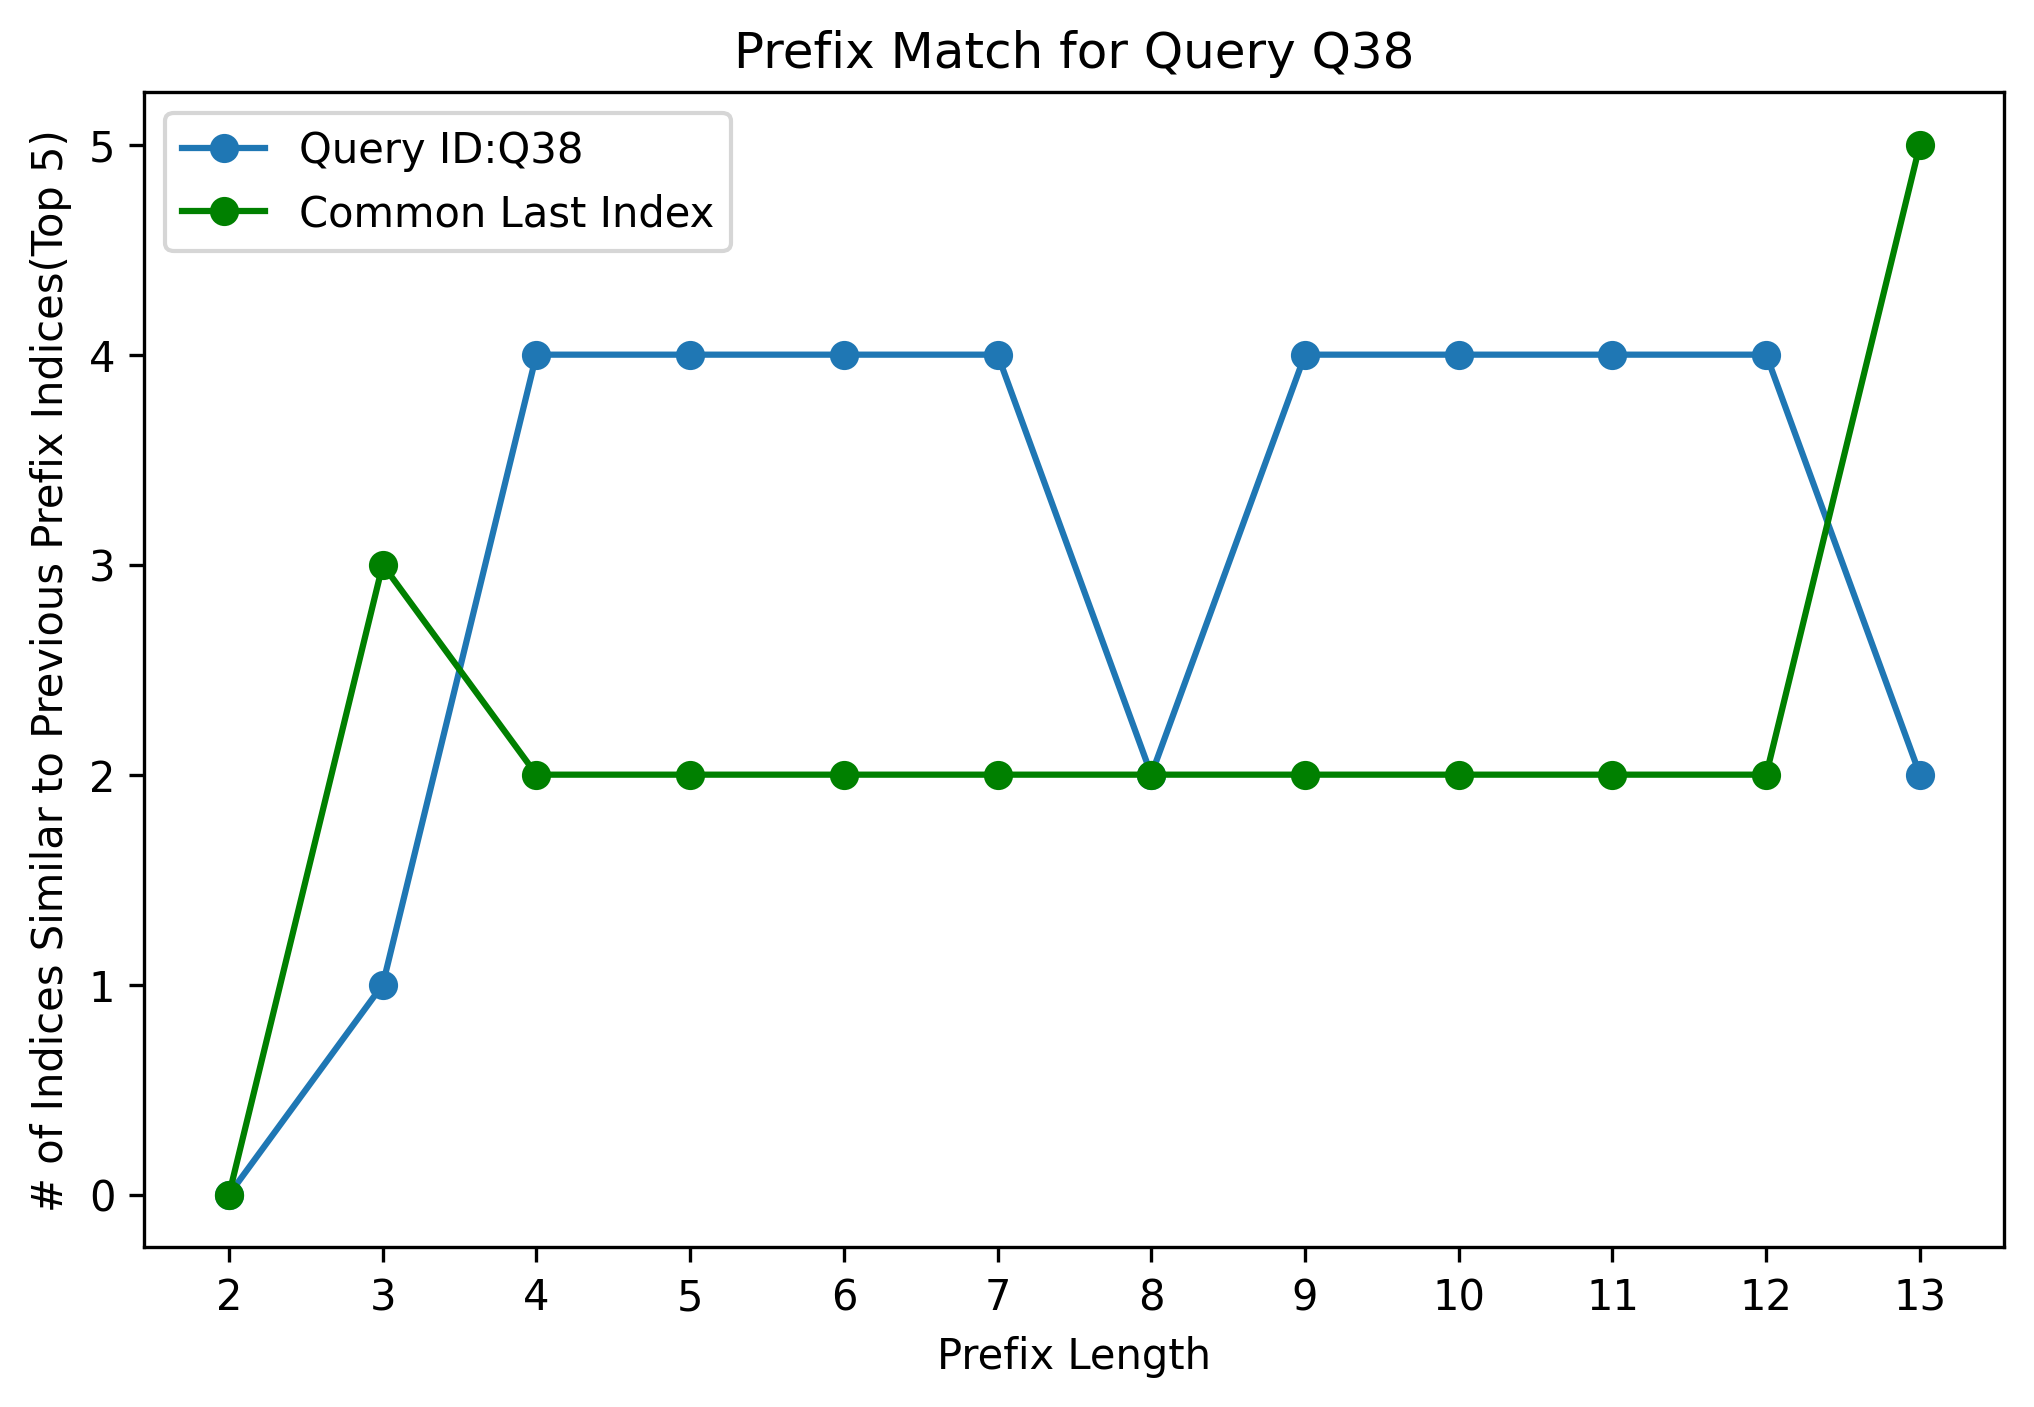 Prefix Match for Query Q38
Query ID:Q38
Common Last Index
# of Indices Similar to Previous Prefix Indices(Top 5)
5
4
3
2
1
0
2 3 4 5 6 7 8 9 10 11 12 13
Prefix Length